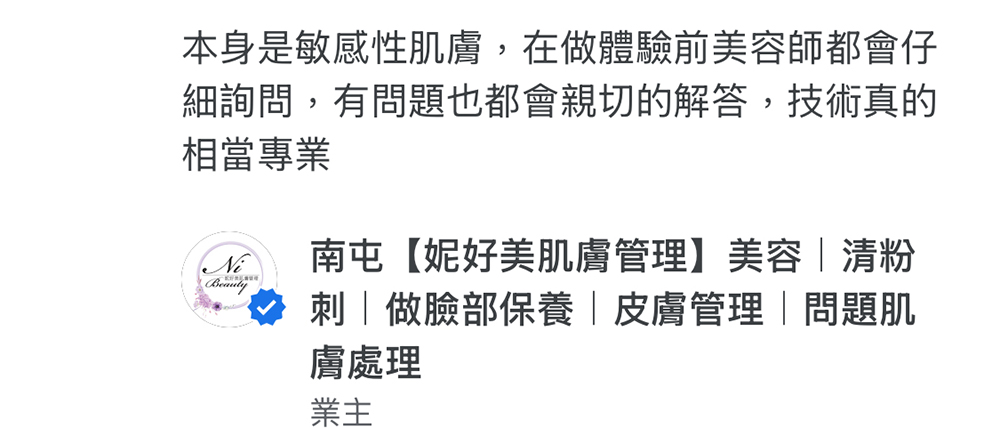 本身是敏感性肌膚，在做體驗前美容師都會仔
細詢問，有問題也都會親切的解答，技術真的
相當專業
Ni
妮好美肌膚管理
Beauty
南屯【妮好美肌膚管理】美容｜清粉
刺｜做臉部保養｜皮膚管理｜問題肌
膚處理
業主